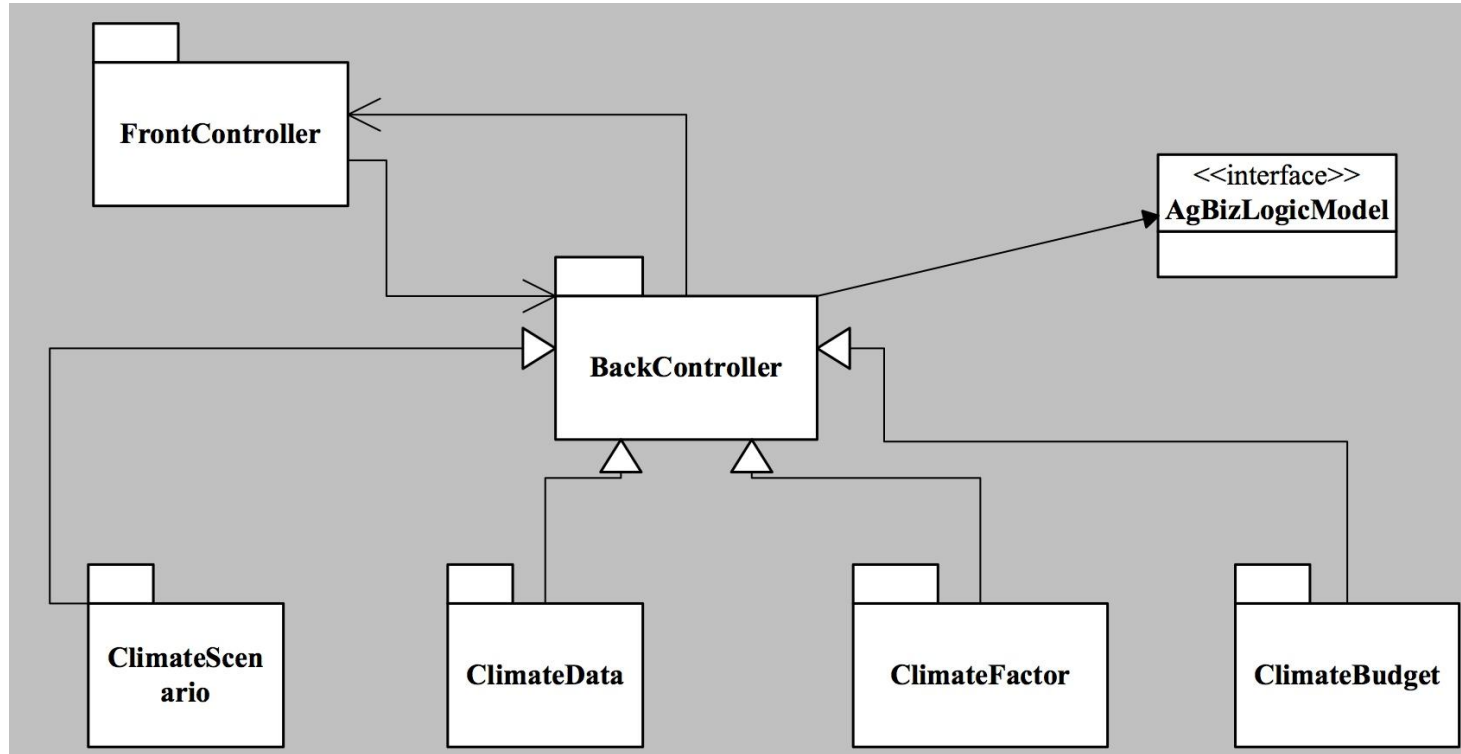 FrontController
<<interface>>
AgBizLogicModel
BackController
ClimateScen
ario
ClimateData
ClimateFactor
ClimateBudget